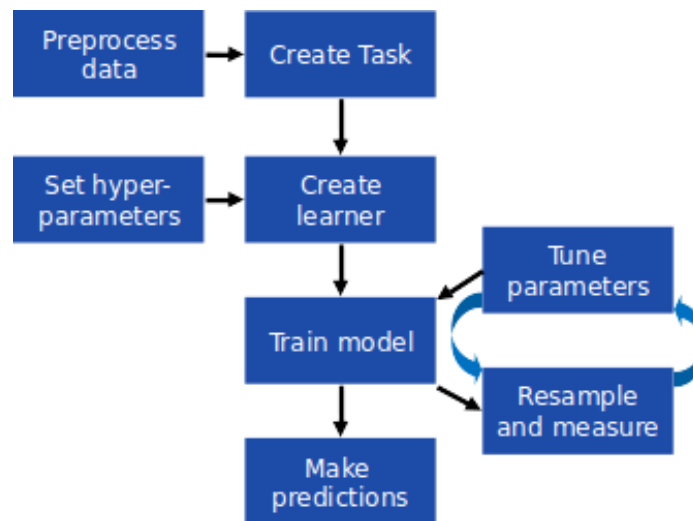 Preprocess
data
Create Task
Set hyper-
parameters
Create
learner
Tune
parameters
Train model
Resample
and measure
Make
predictions